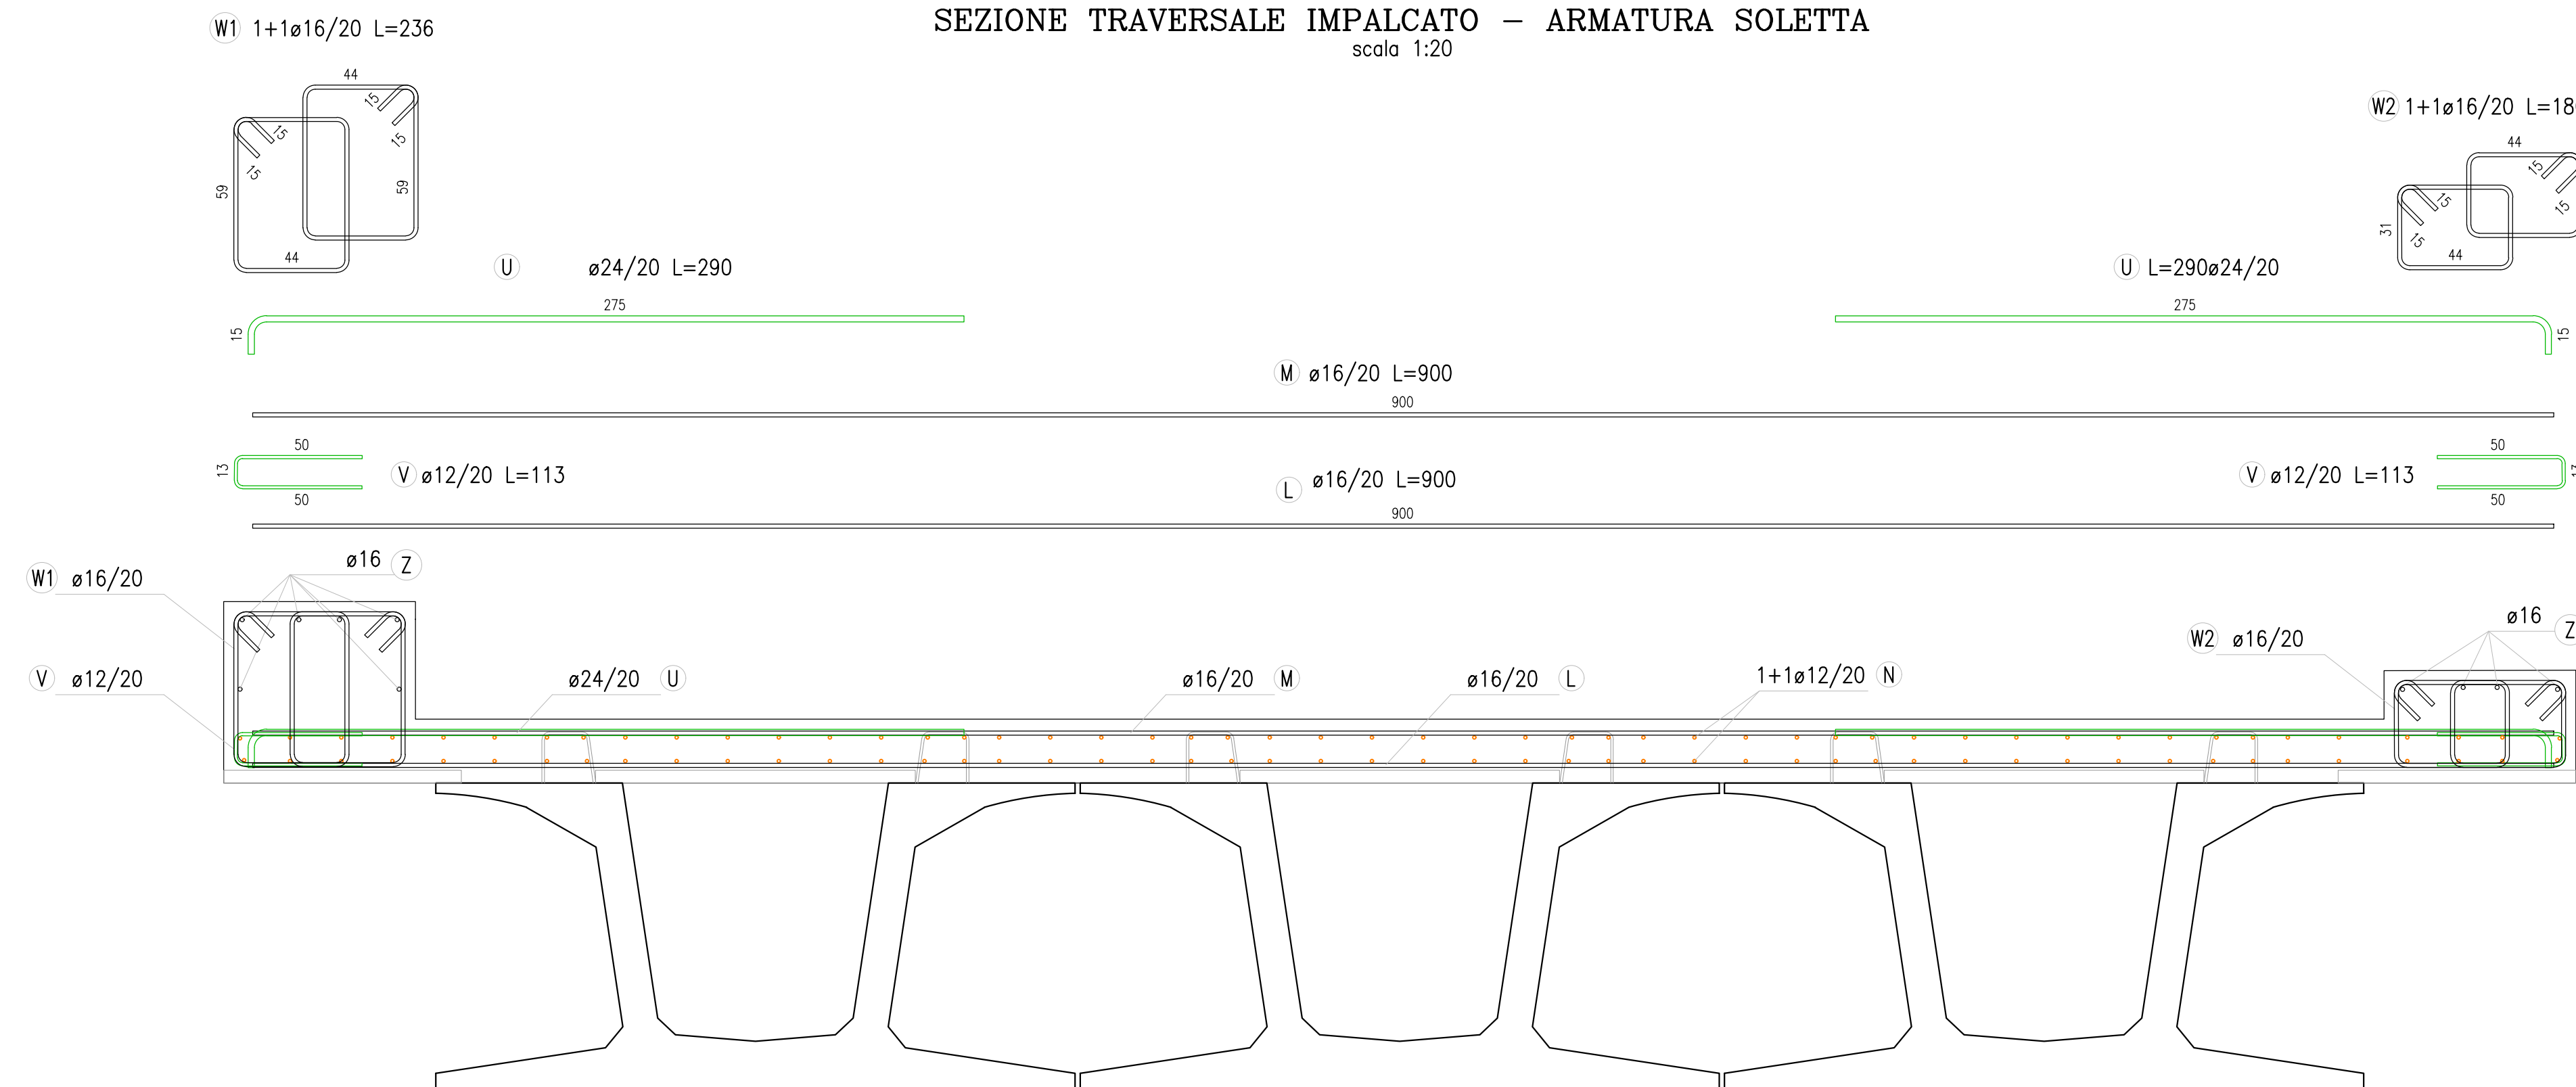 SEZIONE TRAVERSALE IMPALCATO – ARMATURA SOLETTA
scala 1:20
W1 1+1ø16/20 L=236
44
15
15
59
15
15
59
44
W2 1+1ø16/20 L=18
44
15
15
15
15
31
44
U ø24/20 L=290
275
15
U L=290ø24/20
275
15
M ø16/20 L=900
900
50
13
50
V ø12/20 L=113
L ø16/20 L=900
900
V ø12/20 L=113
50
50
ø16 Z
W1 ø16/20
V ø12/20
ø24/20 U
ø16/20 M
ø16/20 L
1+1ø12/20 N
W2 ø16/20
ø16 Z